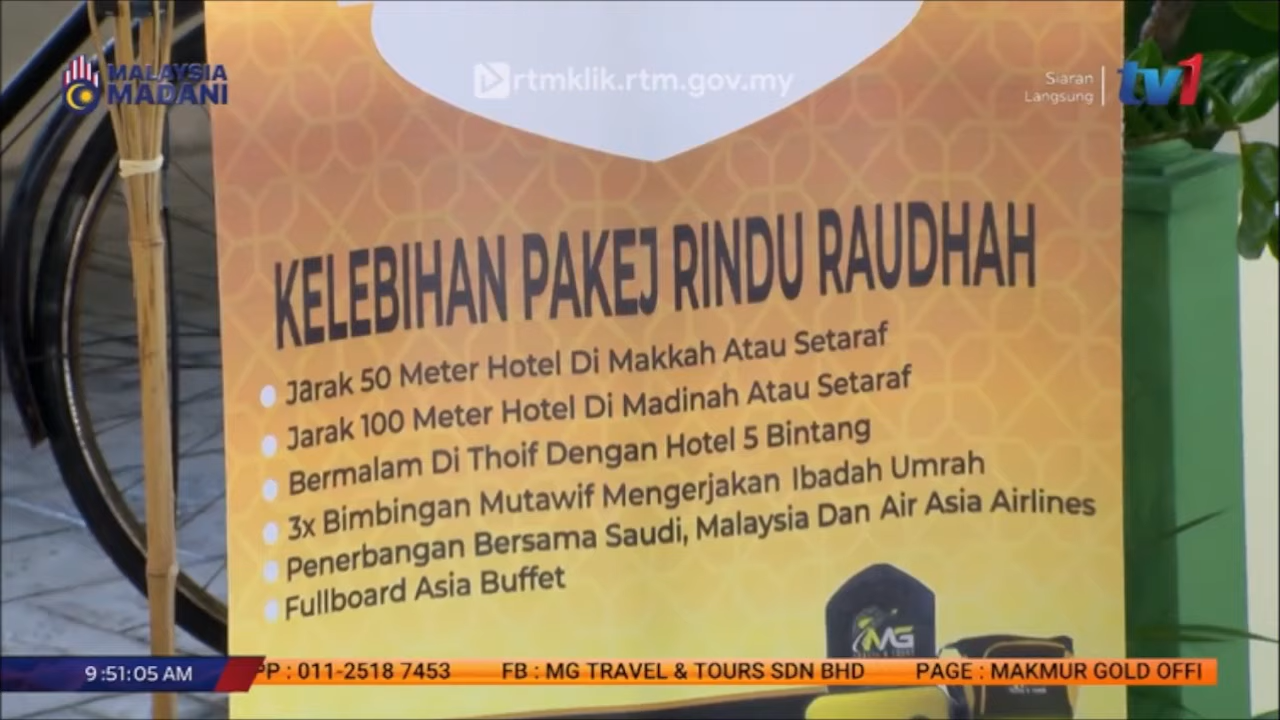 MALAYSIA
MADANI
rtmklik.rtm.gov.my
Siaran
Langsung
tv1
KELEBIHAN PAKEJ RINDU RAUDHAH
Jarak 50 Meter Hotel Di Makkah Atau Setaraf
Jarak 100 Meter Hotel Di Madinah Atau Setaraf
Bermalam Di Thoif Dengan Hotel 5 Bintang
3x Bimbingan Mutawif Mengerjakan Ibadah Umrah
Penerbangan Bersama Saudi, Malaysia Dan Air Asia Airlines
Fullboard Asia Buffet
MG
9:51:05 AM
PP : 011-2518 7453 FB : MG TRAVEL & TOURS SDN BHD PAGE : MAKMUR GOLD OFFI